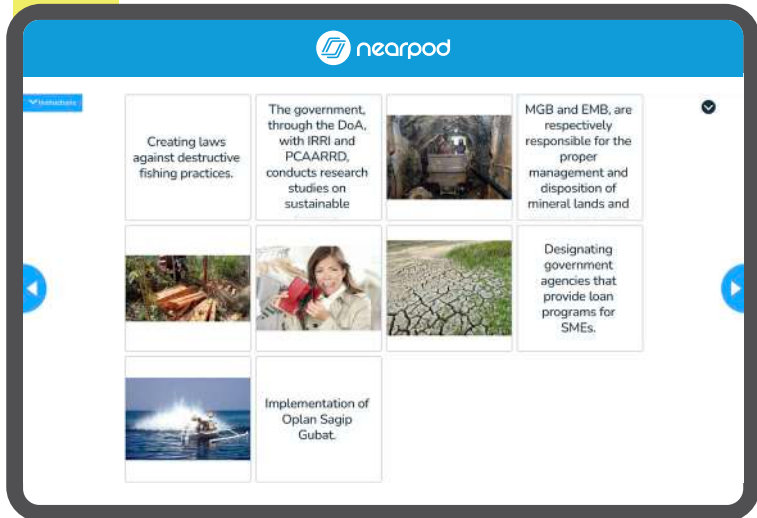 nearpod
Instructions
Creating laws
against destructive
fishing practices.
The government,
through the DoA,
with IRRI and
PCAARRD,
conducts research
studies on
sustainable
MGB and EMB, are
respectively
responsible for the
proper
management and
disposition of
mineral lands and
Designating
government
agencies that
provide loan
programs for
SMEs.
Implementation of
Oplan Sagip
Gubat.